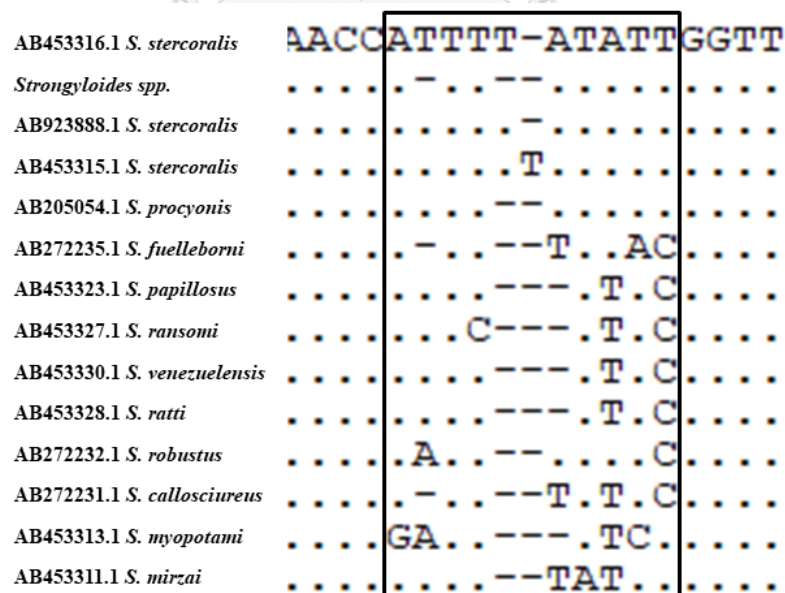 AB453316.1 S. stercoralis AACCATTTT-ATATTGGTT
Strongyloides spp. .....-..--.........
AB923888.1 S. stercoralis .........-.........
AB453315.1 S. stercoralis .........T.........
AB205054.1 S. procyonis ........--.........
AB272235.1 S. fuelleborni .....-..--T..AC....
AB453323.1 S. papillosus ........---.T.C....
AB453327.1 S. ransomi .......C---.T.C....
AB453330.1 S. venezuelensis ........---.T.C....
AB453328.1 S. ratti ........---.T.C....
AB272232.1 S. robustus .....A..--....C....
AB272231.1 S. callosciureus .....-..--T.T.C....
AB453313.1 S. myopotami ....GA..---.TC.....
AB453311.1 S. mirzai ........--TAT......